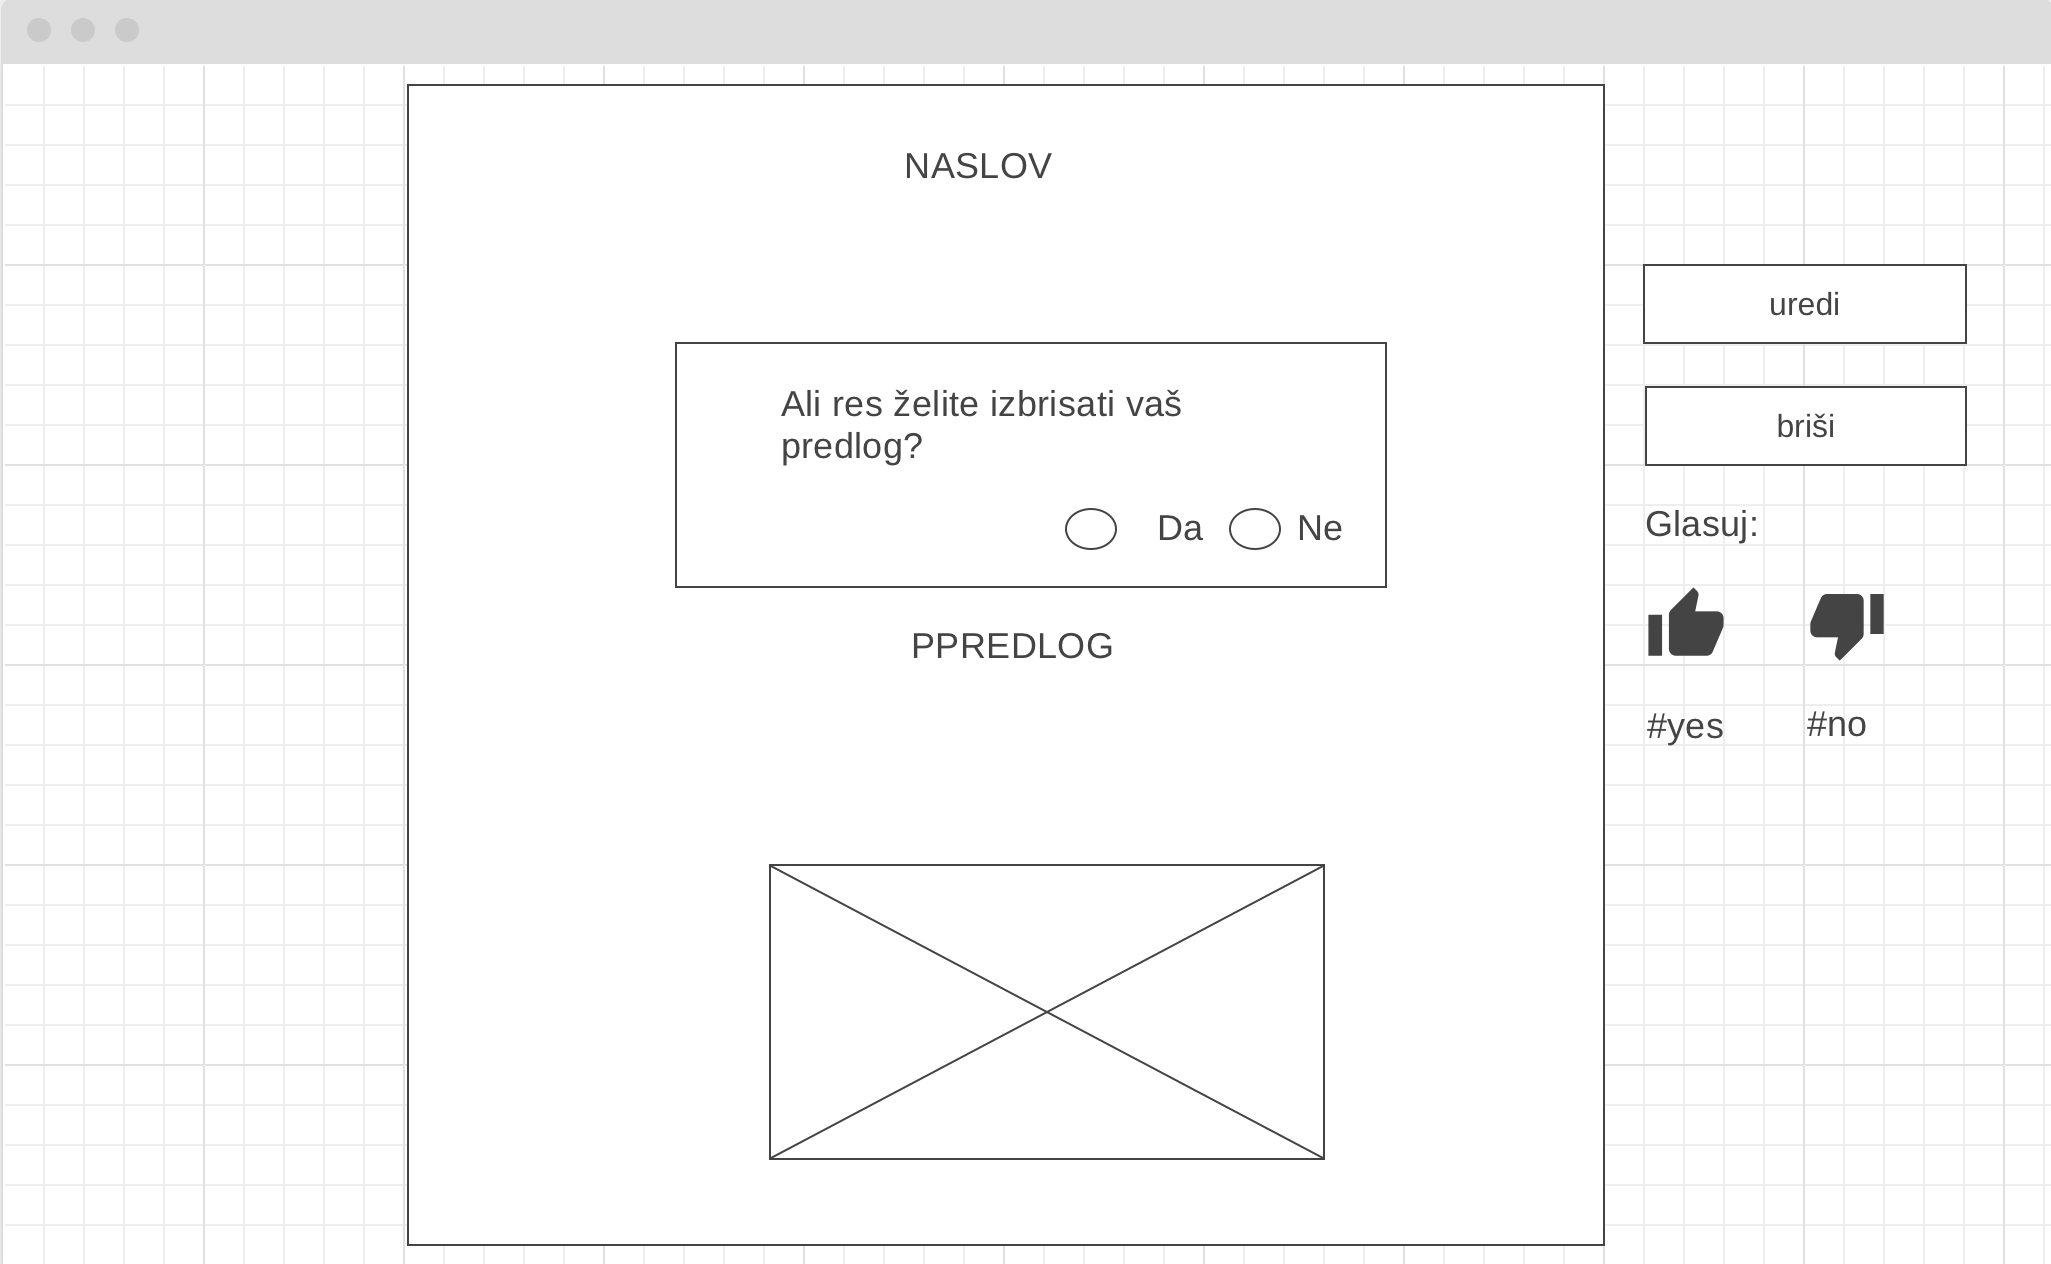 NASLOV
Ali res želite izbrisati vaš
predlog?
Da
Ne
PPREDLOG
uredi
briši
Glasuj:
#yes
#no